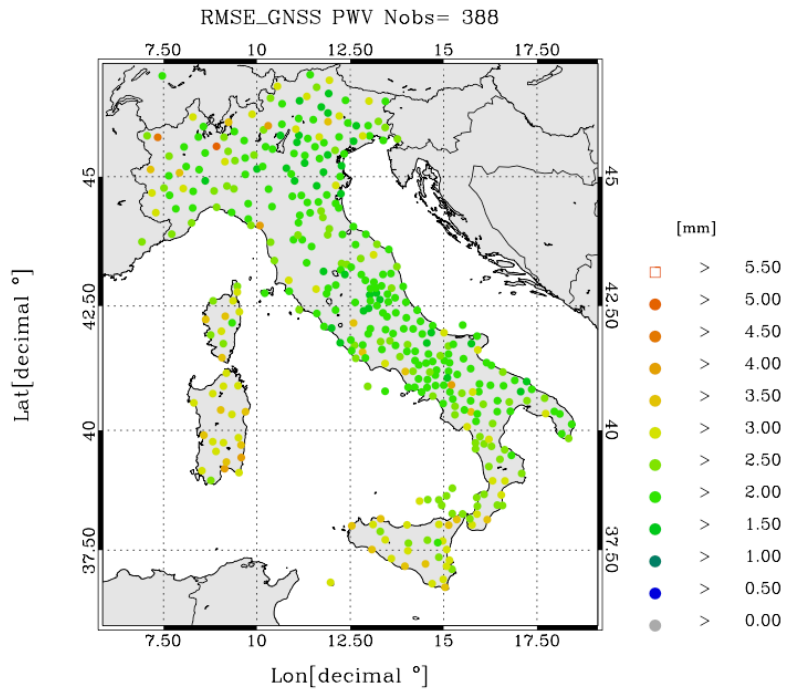 RMSE_GNSS PWV Nobs= 388
7.50 10 12.50 15 17.50
45 45
42.50 42.50
40 40
37.50 37.50
7.50 10 12.50 15 17.50
Lon[decimal °]
Lat[decimal °]
[mm]
> 5.50
> 5.00
> 4.50
> 4.00
> 3.50
> 3.00
> 2.50
> 2.00
> 1.50
> 1.00
> 0.50
> 0.00